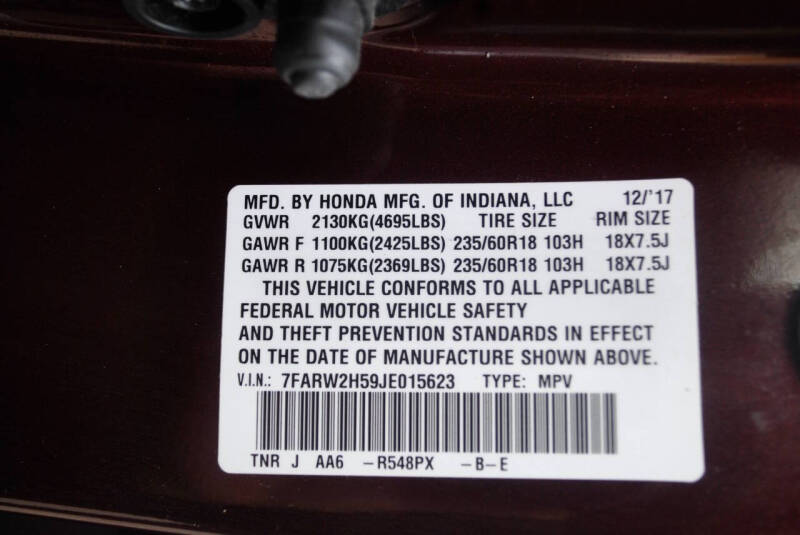 MFD. BY HONDA MFG. OF INDIANA, LLC 12/'17
GVWR 2130KG(4695LBS) TIRE SIZE RIM SIZE
GAWR F 1100KG(2425LBS) 235/60R18 103H 18X7.5J
GAWR R 1075KG(2369LBS) 235/60R18 103H 18X7.5J
THIS VEHICLE CONFORMS TO ALL APPLICABLE
FEDERAL MOTOR VEHICLE SAFETY
AND THEFT PREVENTION STANDARDS IN EFFECT
ON THE DATE OF MANUFACTURE SHOWN ABOVE.
V.I.N.: 7FARW2H59JE015623 TYPE: MPV
TNR J AA6 -R548PX -B-E